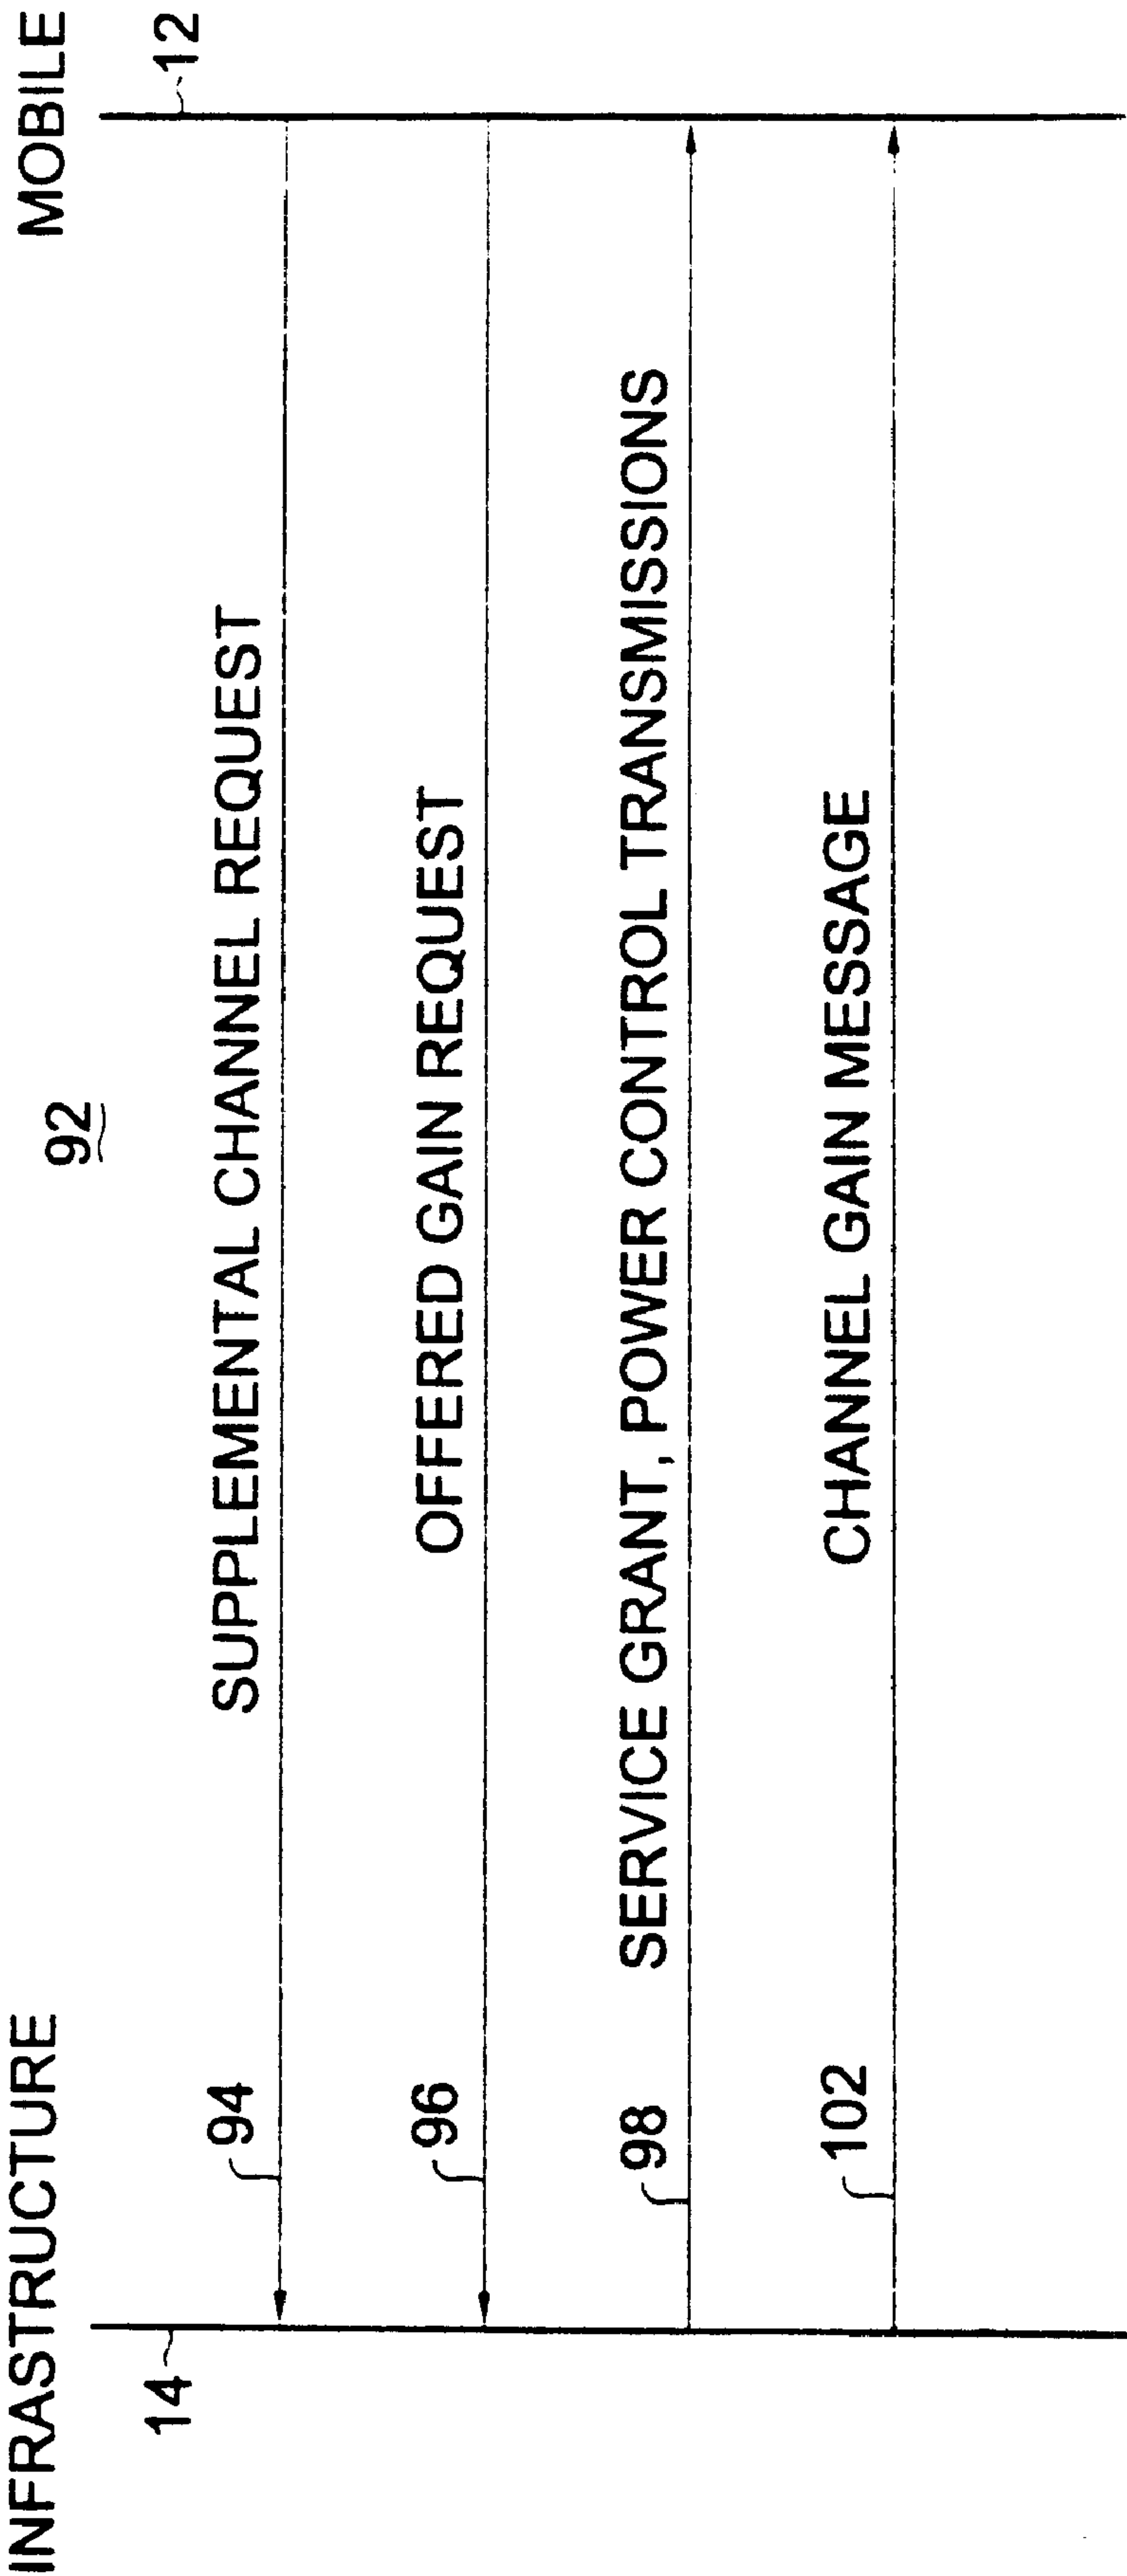 92
INFRASTRUCTURE
MOBILE
14
12
94
SUPPLEMENTAL CHANNEL REQUEST
96
OFFERED GAIN REQUEST
98
SERVICE GRANT, POWER CONTROL TRANSMISSIONS
102
CHANNEL GAIN MESSAGE